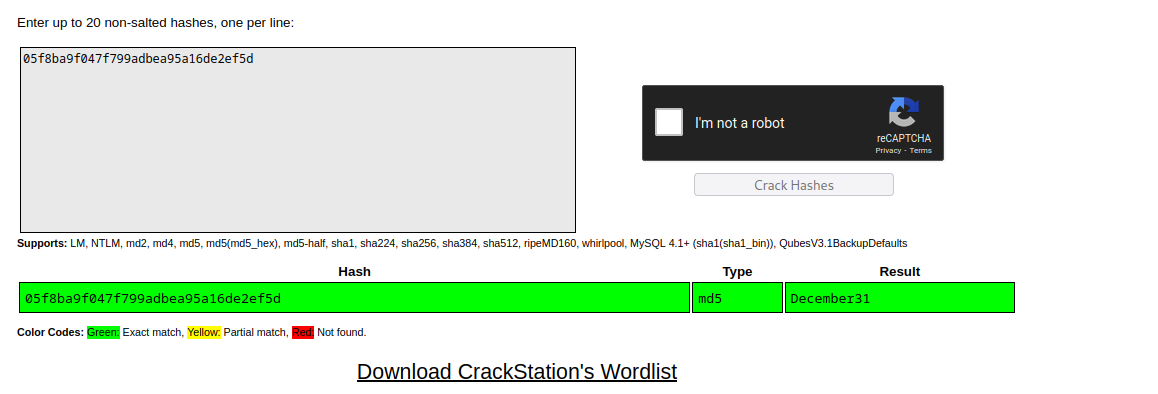 Enter up to 20 non-salted hashes, one per line:
05f8ba9f047f799adbea95a16de2ef5d
I'm not a robot
reCAPTCHA
Privacy - Terms
Crack Hashes
Supports: LM, NTLM, md2, md4, md5, md5(md5_hex), md5-half, sha1, sha224, sha256, sha384, sha512, ripeMD160, whirlpool, MySQL 4.1+ (sha1(sha1_bin)), QubesV3.1BackupDefaults
Hash Type Result
05f8ba9f047f799adbea95a16de2ef5d md5 December31
Color Codes: Green: Exact match, Yellow: Partial match, Red: Not found.
Download CrackStation's Wordlist